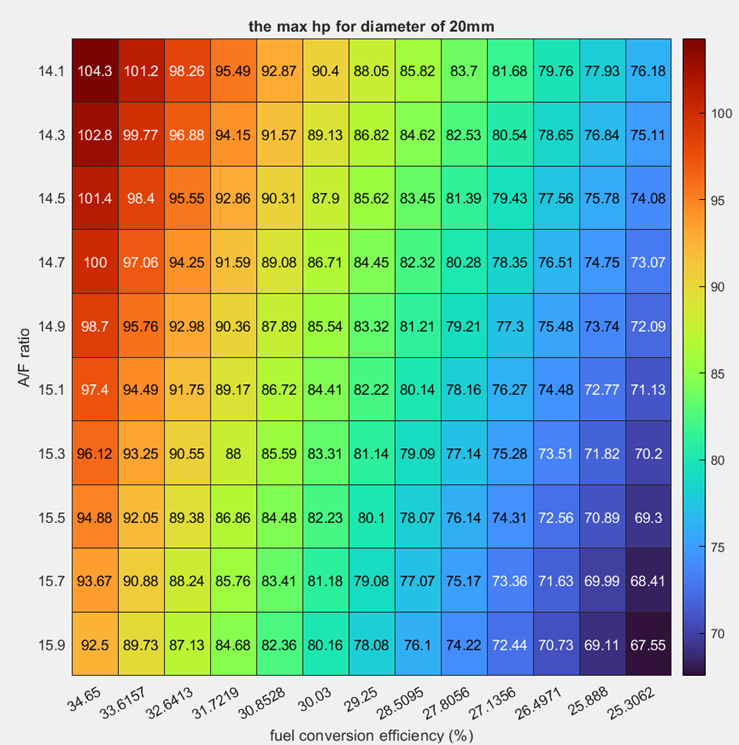 the max hp for diameter of 20mm
14.1 104.3 101.2 98.26 95.49 92.87 90.4 88.05 85.82 83.7 81.68 79.76 77.93 76.18
14.3 102.8 99.77 96.88 94.15 91.57 89.13 86.82 84.62 82.53 80.54 78.65 76.84 75.11
14.5 101.4 98.4 95.55 92.86 90.31 87.9 85.62 83.45 81.39 79.43 77.56 75.78 74.08
14.7 100 97.06 94.25 91.59 89.08 86.71 84.45 82.32 80.28 78.35 76.51 74.75 73.07
14.9 98.7 95.76 92.98 90.36 87.89 85.54 83.32 81.21 79.21 77.3 75.48 73.74 72.09
15.1 97.4 94.49 91.75 89.17 86.72 84.41 82.22 80.14 78.16 76.27 74.48 72.77 71.13
15.3 96.12 93.25 90.55 88 85.59 83.31 81.14 79.09 77.14 75.28 73.51 71.82 70.2
15.5 94.88 92.05 89.38 86.86 84.48 82.23 80.1 78.07 76.14 74.31 72.56 70.89 69.3
15.7 93.67 90.88 88.24 85.76 83.41 81.18 79.08 77.07 75.17 73.36 71.63 69.99 68.41
15.9 92.5 89.73 87.13 84.68 82.36 80.16 78.08 76.1 74.22 72.44 70.73 69.11 67.55
34.65 33.6157 32.6413 31.7219 30.8528 30.03 29.25 28.5095 27.8056 27.1356 26.4971 25.888 25.3062
fuel conversion efficiency (%)
A/F ratio
100
95
90
85
80
75
70